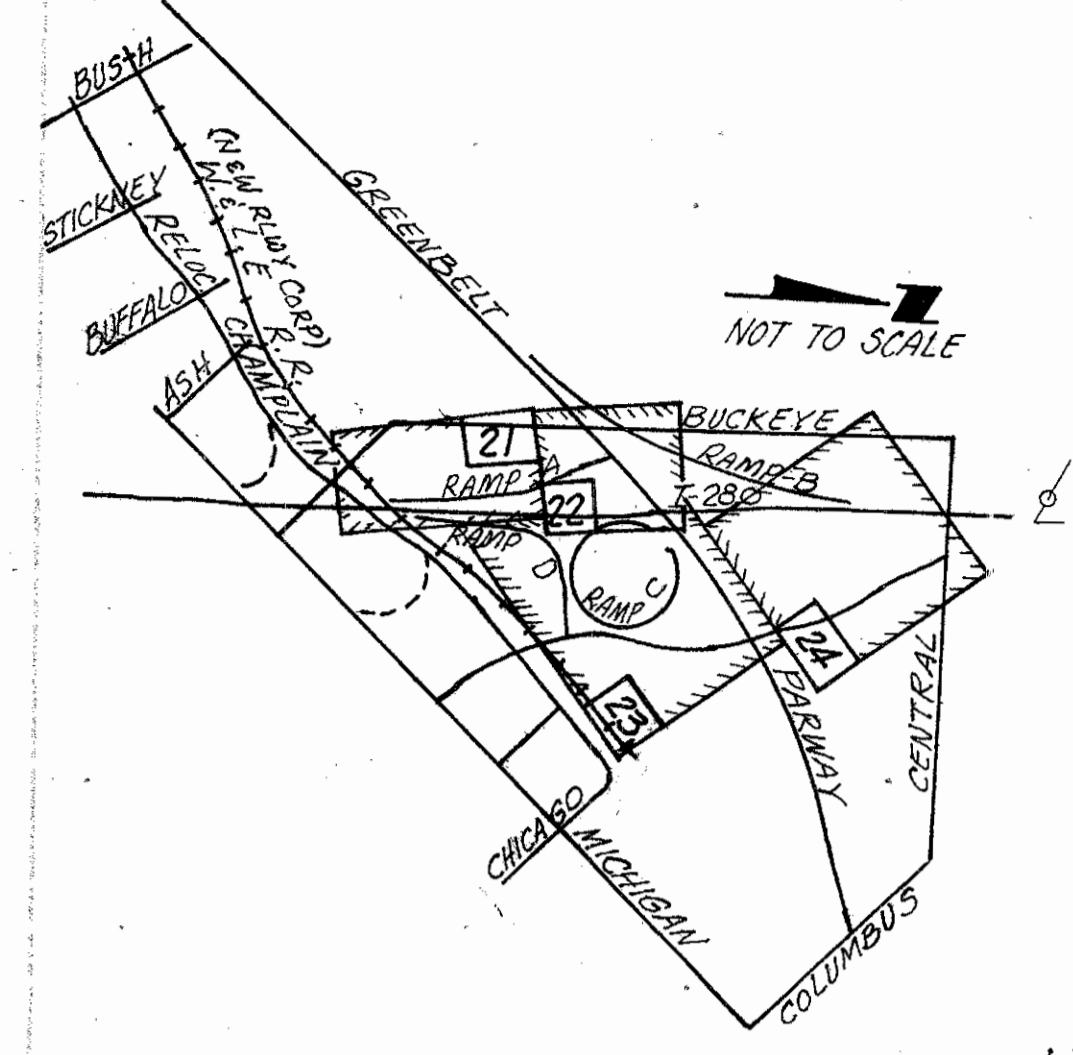 BUSH
(NEW RLWY CORP)
W. & L. E R. R.
STICKNEY
RELOC. CHAMPLAIN
BUFFALO
ASH
GREENBELT
PARWAY
N
NOT TO SCALE
BUCKEYE
21
RAMP A
RAMP B
I-280
22
RAMP D
RAMP C
24
23
CENTRAL
CHICAGO
MICHIGAN
COLUMBUS